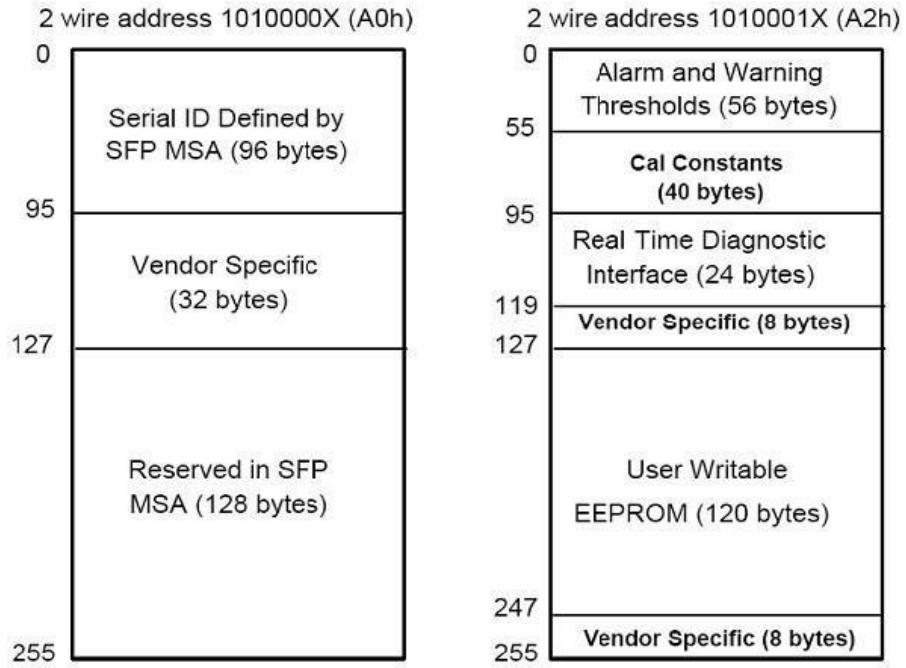 2 wire address 1010000X (A0h)
0
Serial ID Defined by
SFP MSA (96 bytes)
95
Vendor Specific
(32 bytes)
127
Reserved in SFP
MSA (128 bytes)
255
2 wire address 1010001X (A2h)
0
Alarm and Warning
Thresholds (56 bytes)
55
Cal Constants
(40 bytes)
95
Real Time Diagnostic
Interface (24 bytes)
119
Vendor Specific (8 bytes)
127
User Writable
EEPROM (120 bytes)
247
Vendor Specific (8 bytes)
255